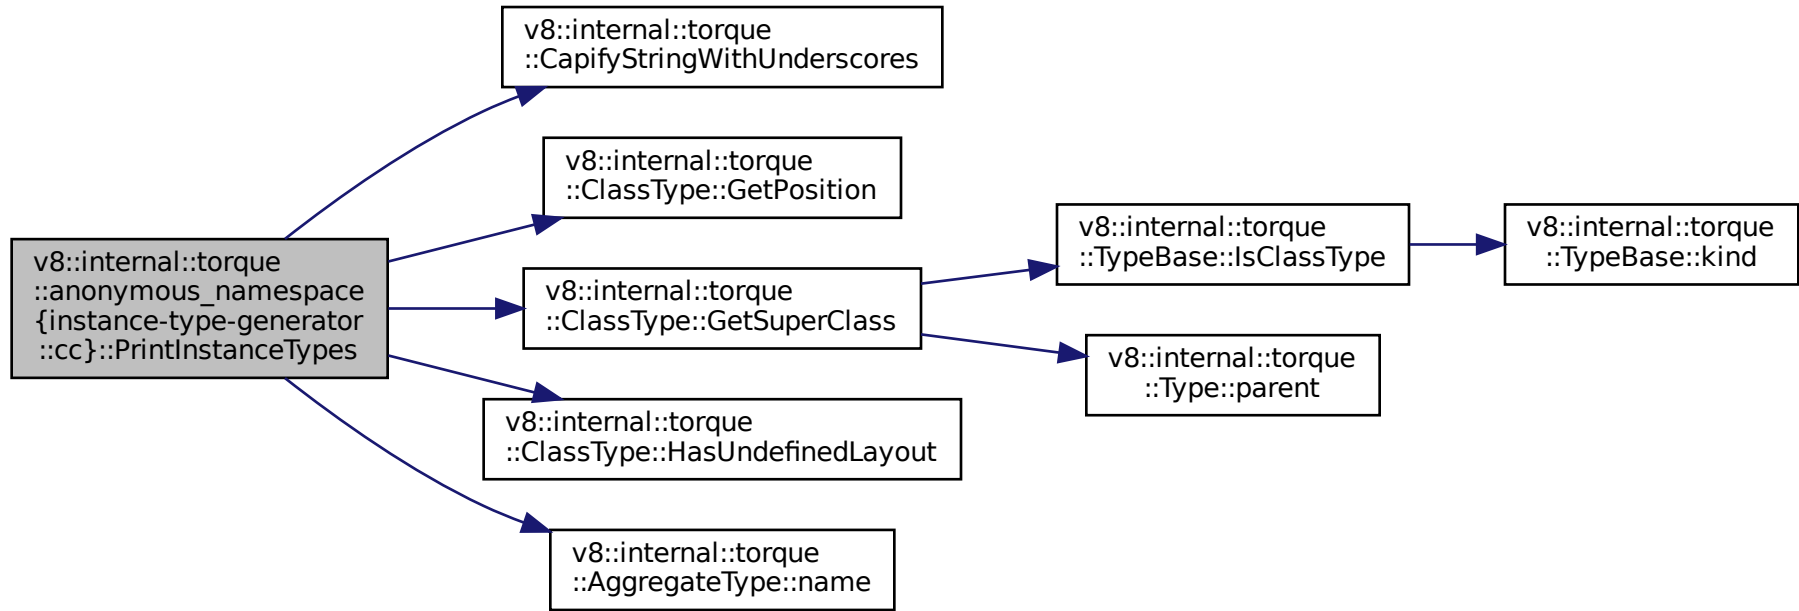 v8::internal::torque
::CapifyStringWithUnderscores
v8::internal::torque
::ClassType::GetPosition
v8::internal::torque
::anonymous_namespace
{instance-type-generator
::cc}::PrintInstanceTypes
v8::internal::torque
::ClassType::GetSuperClass
v8::internal::torque
::TypeBase::IsClassType
v8::internal::torque
::TypeBase::kind
v8::internal::torque
::Type::parent
v8::internal::torque
::ClassType::HasUndefinedLayout
v8::internal::torque
::AggregateType::name